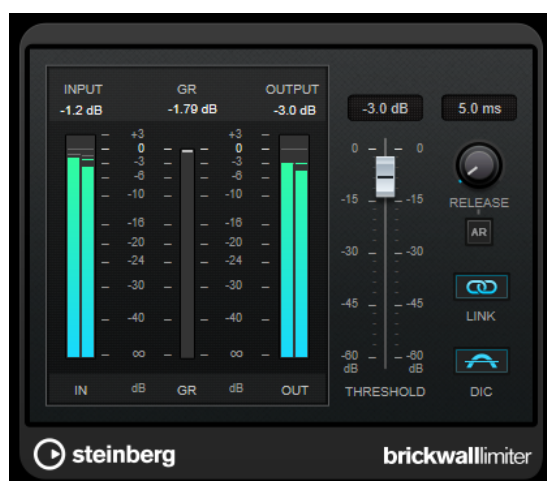 INPUT GR OUTPUT
-1.2 dB -1.79 dB -3.0 dB
-3.0 dB 5.0 ms
+3 +3
0 0 0 0
-3 -3
-6 -6
-10 -10
-15 -15
RELEASE
-16 -16
AR
-20 -20
-24 -24
-30 -30
-30 -30
-45 -45
-40 -40
LINK
∞ ∞
-60 -60
dB dB
IN dB GR dB OUT
THRESHOLD DIC
steinberg brickwalllimiter